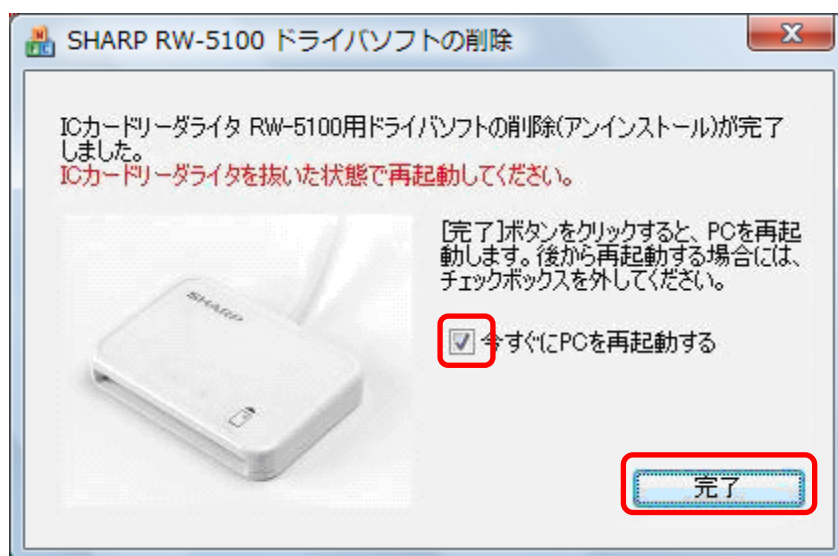 SHARP RW-5100 ドライバソフトの削除
ICカードリーダライタ RW-5100用ドライバソフトの削除(アンインストール)が完了
しました。
ICカードリーダライタを抜いた状態で再起動してください。
[完了]ボタンをクリックすると、PCを再起
動します。後から再起動する場合には、
チェックボックスを外してください。
SHARP
今すぐにPCを再起動する
完了